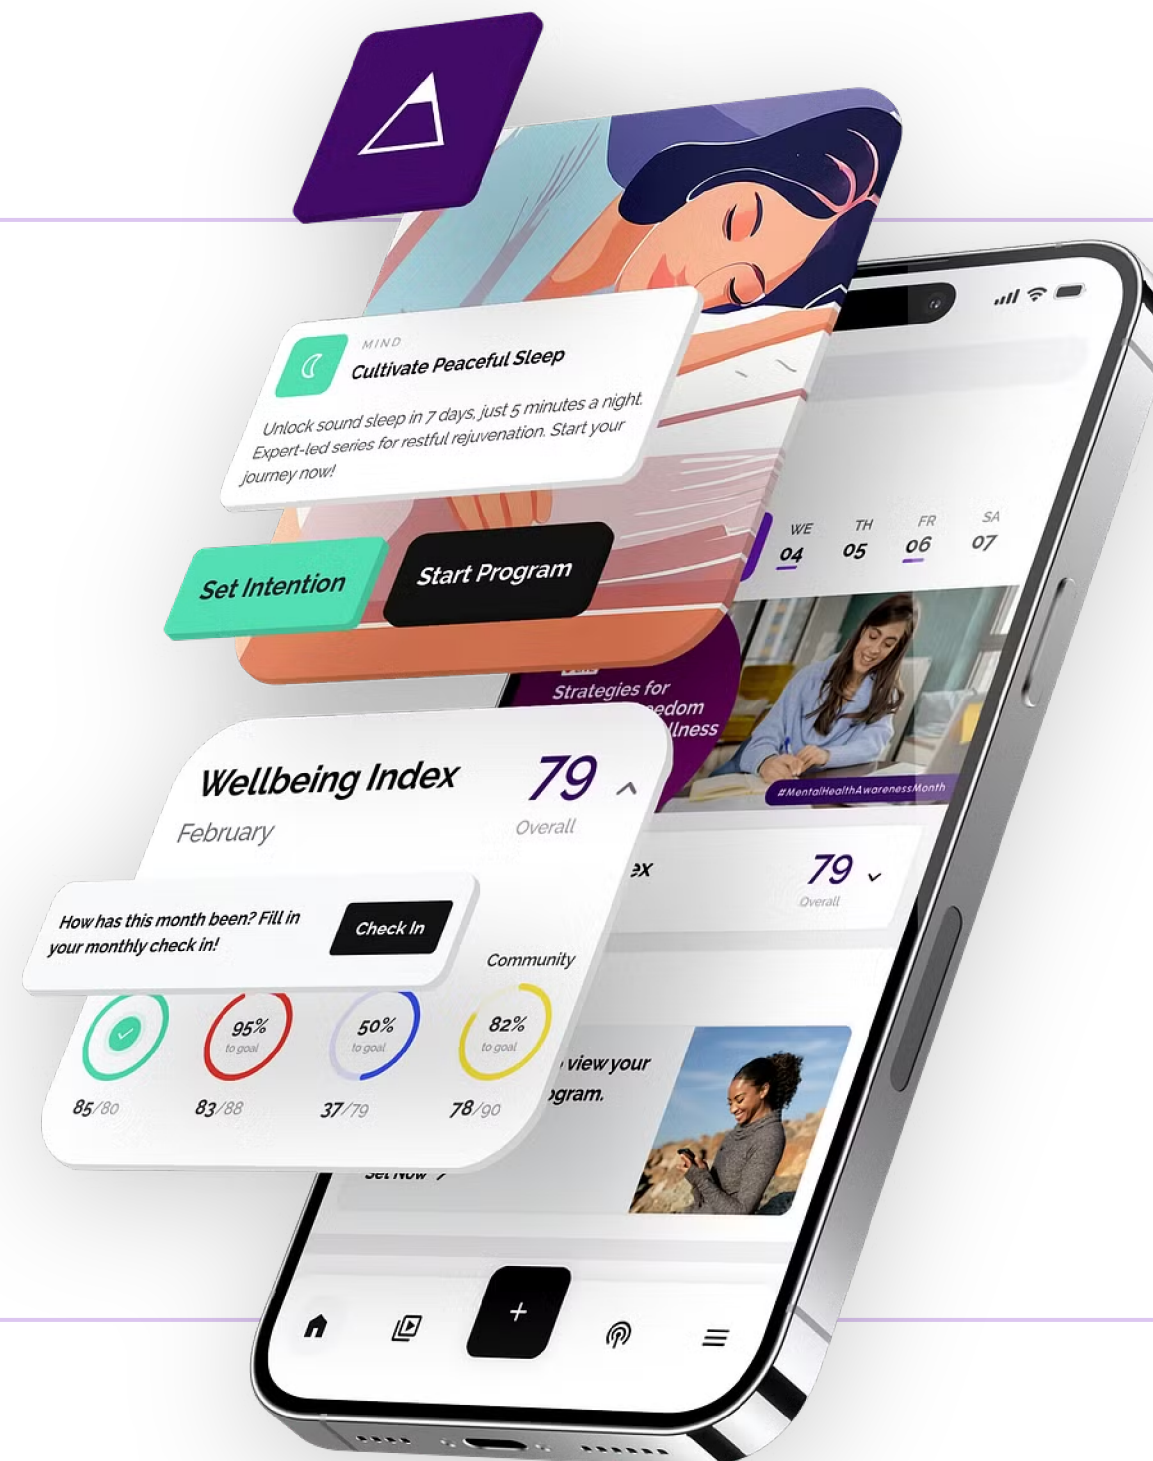 MIND
Cultivate Peaceful Sleep
Unlock sound sleep in 7 days, just 5 minutes a night.
Expert-led series for restful rejuvenation. Start your
journey now!
Set Intention
Start Program
WE TH FR SA
04 05 06 07
Strategies for
#MentalHealthAwarenessMonth
Wellbeing Index
79
February
Overall
79
Overall
How has this month been? Fill in
your monthly check in!
Check In
Community
95%
to goal
50%
to goal
82%
to goal
85/80
83/88
37/79
78/90
view your
Set Now